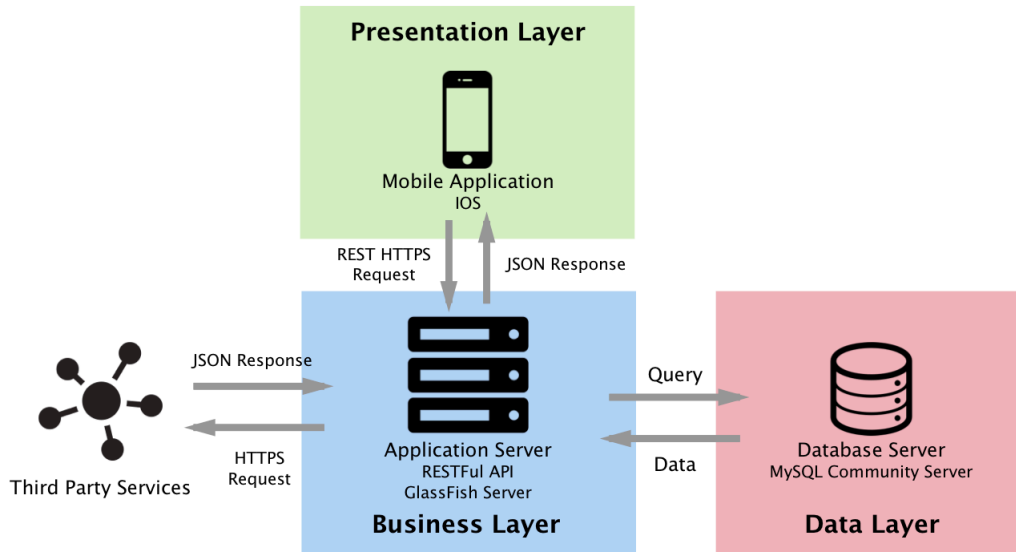 Presentation Layer
Mobile Application
IOS
REST HTTPS
Request
JSON Response
JSON Response
HTTPS
Request
Third Party Services
Application Server
RESTFul API
GlassFish Server
Business Layer
Query
Data
Database Server
MySQL Community Server
Data Layer